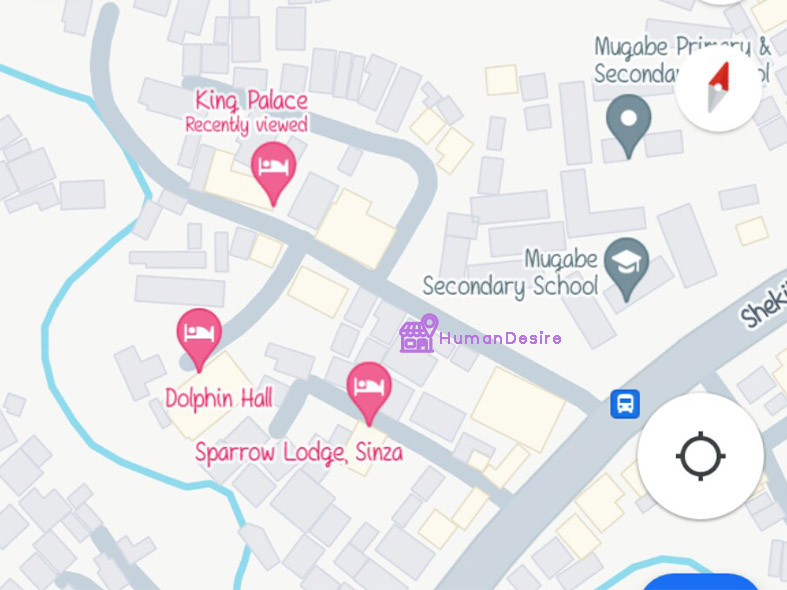 Mugabe Primary &
Secondary School
King Palace
Recently viewed
Mugabe
Secondary School
Sheki
HumanDesire
Dolphin Hall
Sparrow Lodge, Sinza